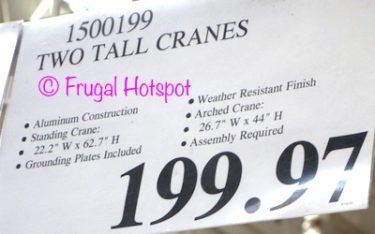 1500199
TWO TALL CRANES
© Frugal Hotspot
• Aluminum Construction
• Standing Crane:
22.2" W x 62.7" H
• Grounding Plates Included
• Weather Resistant Finish
• Arched Crane:
26.7" W x 44" H
• Assembly Required
199.97